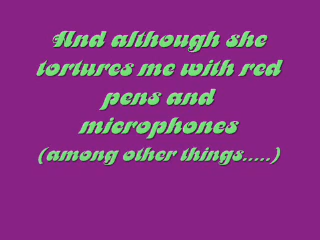 And although she
tortures me with red
pens and
microphones
(among other things.....)